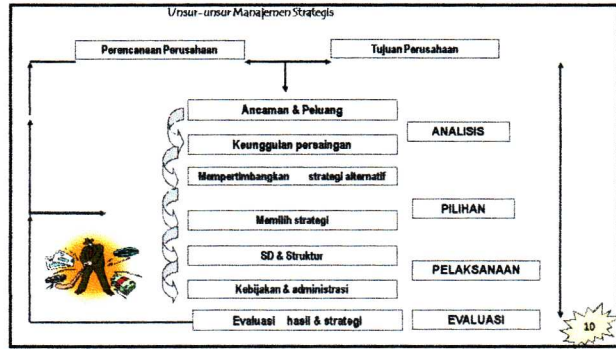 Unsur-unsur Manajemen Strategis
Perencanaan Perusahaan
Tujuan Perusahaan
Ancaman & Peluang
ANALISIS
Keunggulan persaingan
Mempertimbangkan strategi alternatif
PILIHAN
Memilih strategi
SD & Struktur
PELAKSANAAN
Kebijakan & administrasi
Evaluasi hasil & strategi
EVALUASI
10